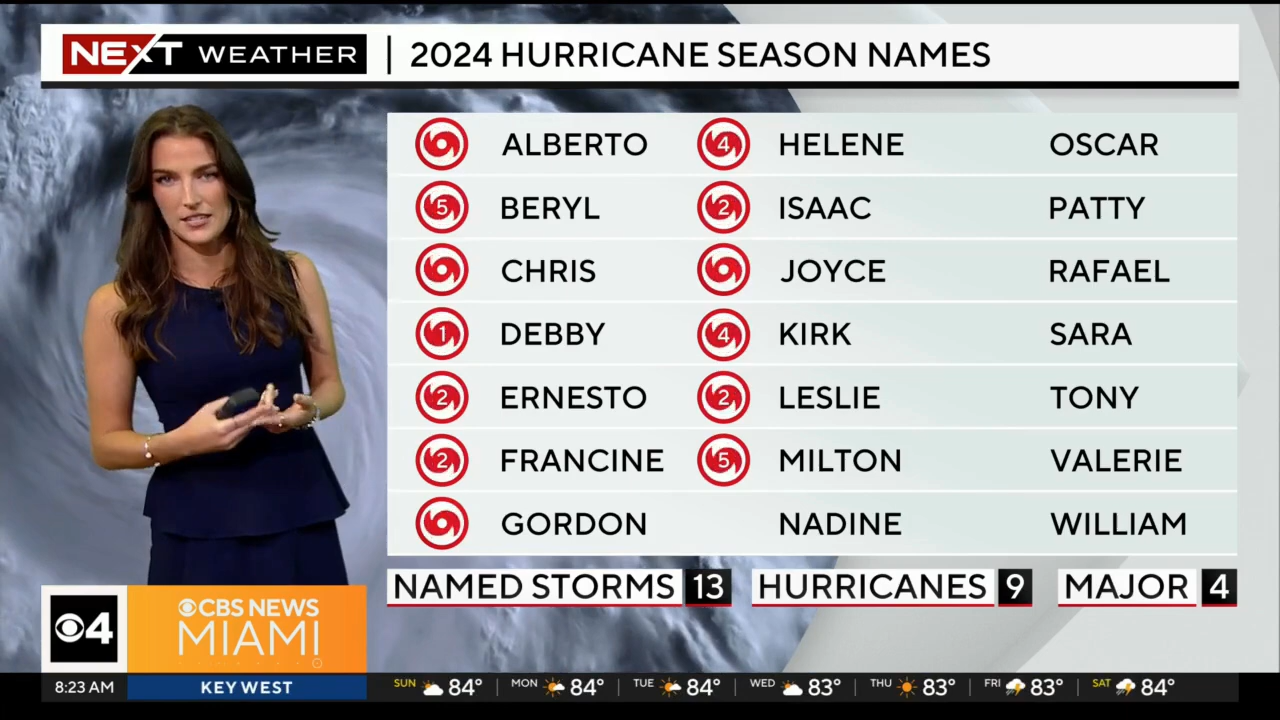 NEXT WEATHER | 2024 HURRICANE SEASON NAMES
ALBERTO 4 HELENE OSCAR
5 BERYL 2 ISAAC PATTY
CHRIS JOYCE RAFAEL
1 DEBBY 4 KIRK SARA
2 ERNESTO 2 LESLIE TONY
2 FRANCINE 5 MILTON VALERIE
GORDON NADINE WILLIAM
NAMED STORMS 13 HURRICANES 9 MAJOR 4
4 CBS NEWS
MIAMI
8:23 AM KEY WEST SUN 84° MON 84° TUE 84° WED 83° THU 83° FRI 83° SAT 84°